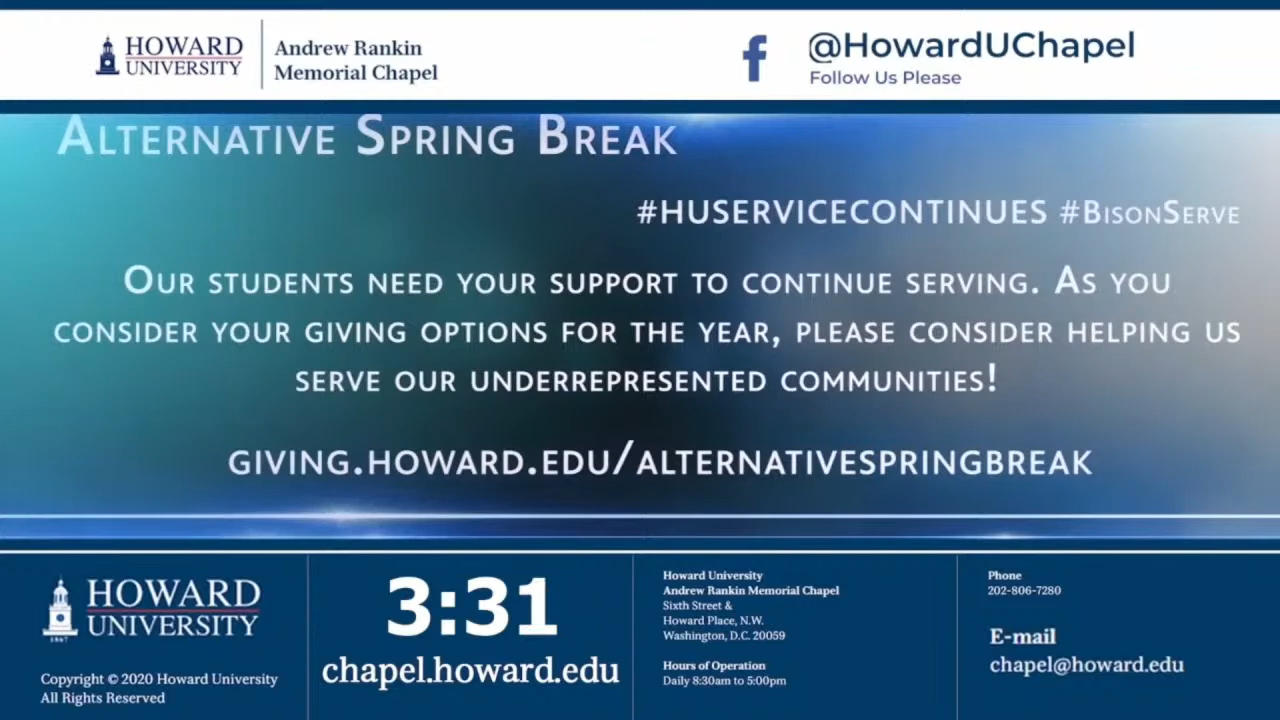 HOWARD
UNIVERSITY
Andrew Rankin
Memorial Chapel
@HowardUChapel
Follow Us Please
Alternative Spring Break
#HUSERVICECONTINUES #BisonServe
Our students need your support to continue serving. As you
consider your giving options for the year, please consider helping us
serve our underrepresented communities!
giving.howard.edu/alternativespringbreak
HOWARD
UNIVERSITY
1867
Copyright © 2020 Howard University
All Rights Reserved
3:31
chapel.howard.edu
Howard University
Andrew Rankin Memorial Chapel
Sixth Street &
Howard Place, N.W.
Washington, D.C. 20059
Hours of Operation
Daily 8:30am to 5:00pm
Phone
202-806-7280
E-mail
chapel@howard.edu